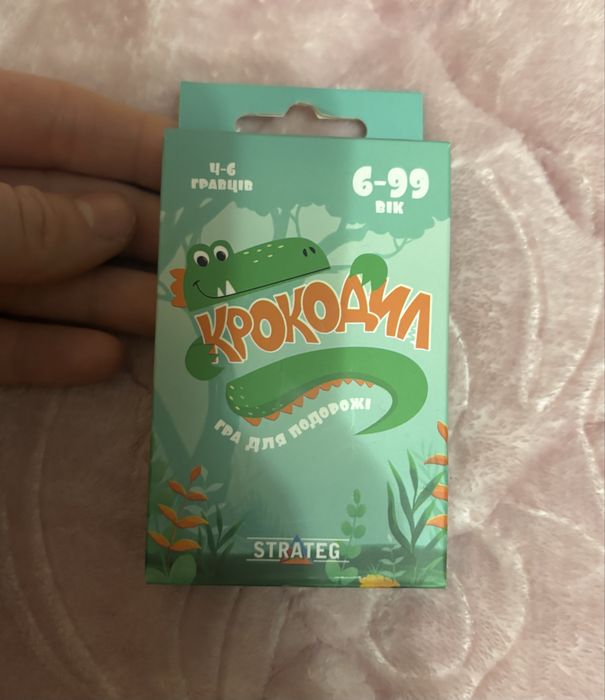 4-6
ГРАВЦІВ
6-99
ВІК
КРОКОДИЛ
ГРА ДЛЯ ПОДОРОЖІ
STRATEG